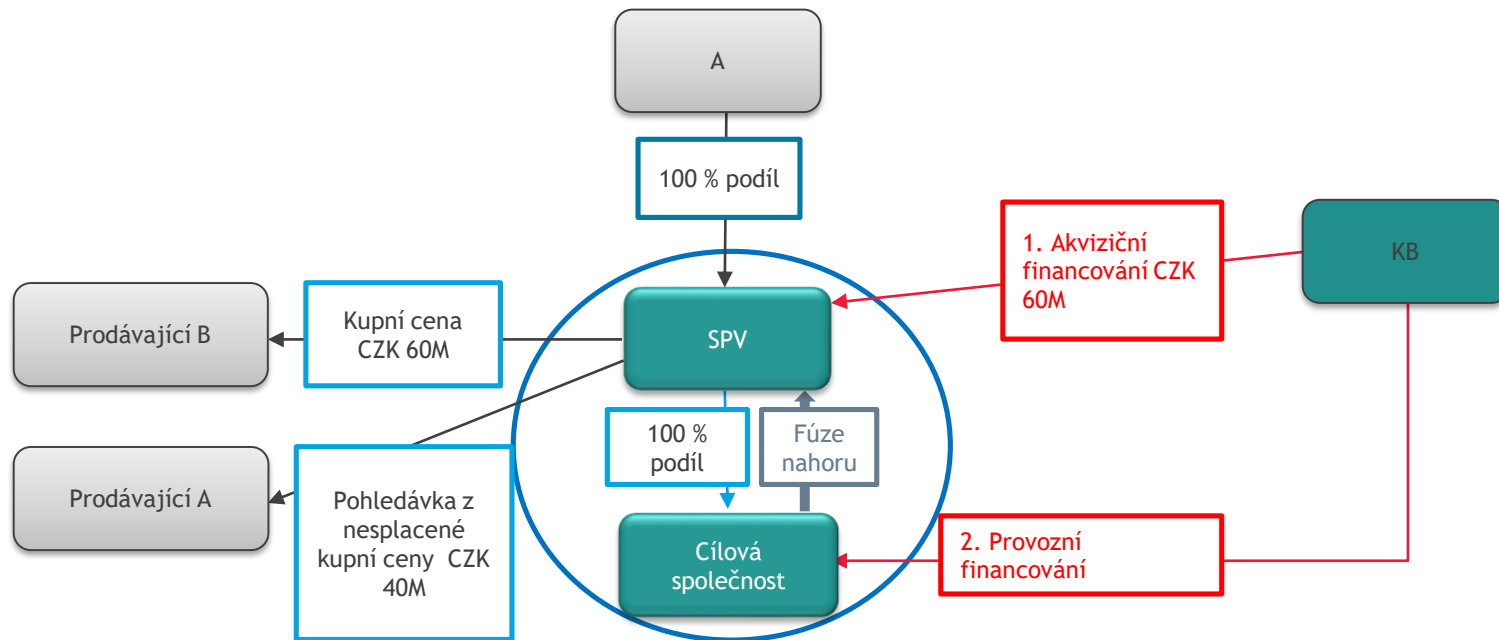 A
100 % podíl
1. Akviziční
financování CZK
60M
KB
Prodávající B
Kupní cena
CZK 60M
SPV
100 %
podíl
Fúze
nahoru
Prodávající A
Pohledávka z
nesplacené
kupní ceny CZK
40M
Cílová
společnost
2. Provozní
financování